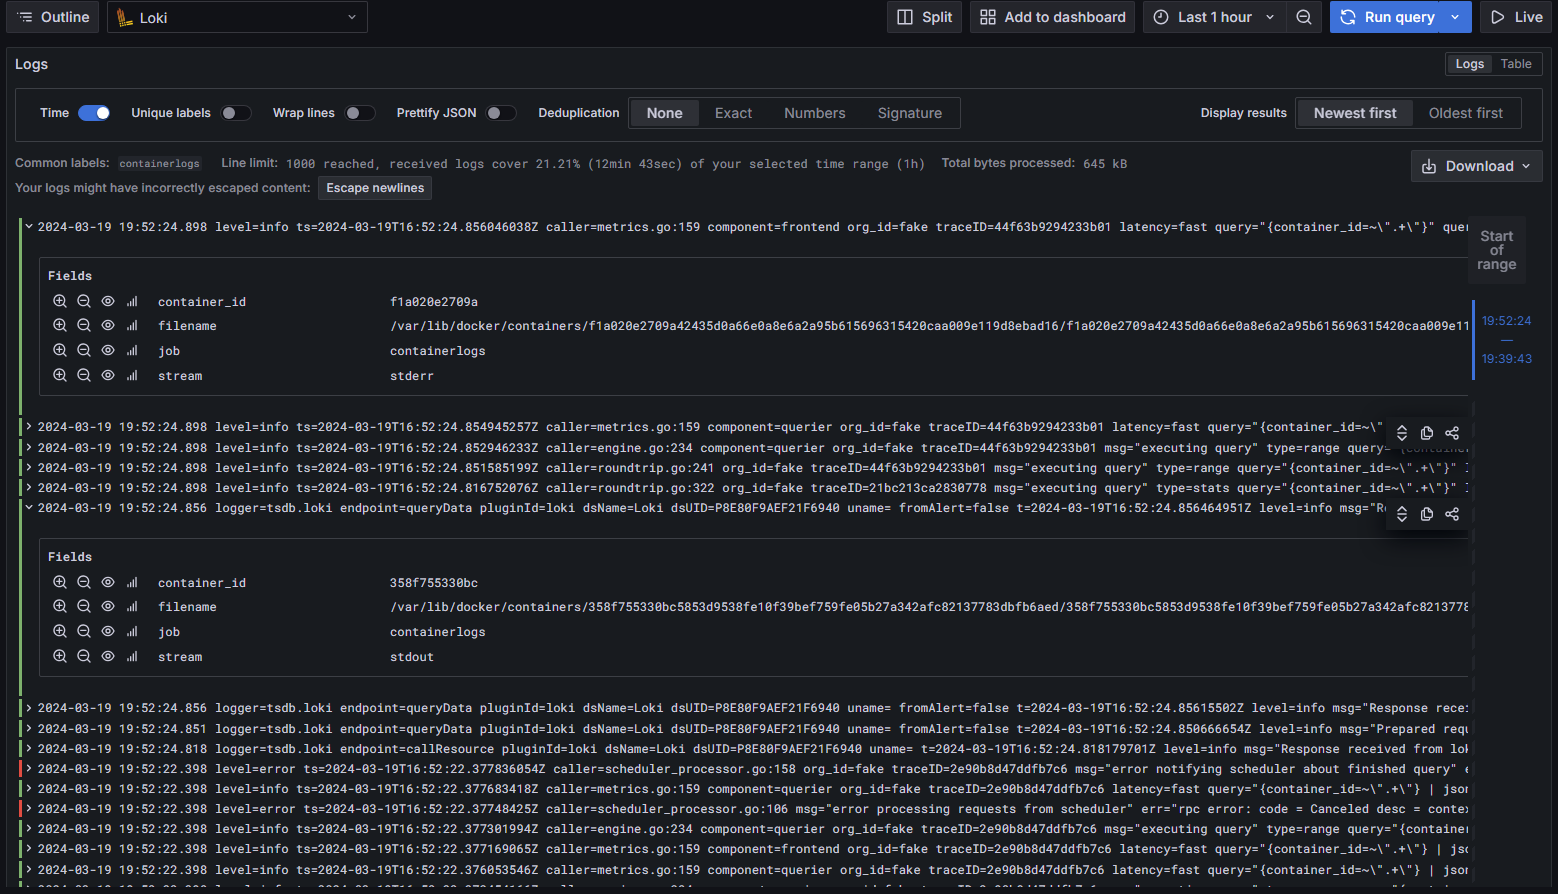 Outline
Loki
Split
Add to dashboard
Last 1 hour
Run query
Live
Logs
Logs Table
Time Unique labels Wrap lines Prettify JSON Deduplication None Exact Numbers Signature Display results Newest first Oldest first
Common labels: containerlogs Line limit: 1000 reached, received logs cover 21.21% (12min 43sec) of your selected time range (1h) Total bytes processed: 645 kB
Download
Your logs might have incorrectly escaped content: Escape newlines
2024-03-19 19:52:24.898 level=info ts=2024-03-19T16:52:24.856046038Z caller=metrics.go:159 component=frontend org_id=fake traceID=44f63b9294233b01 latency=fast query="{container_id=~\".+\"}" quer
Start
of
range
Fields
container_id f1a020e2709a
filename /var/lib/docker/containers/f1a020e2709a42435d0a66e0a8e6a2a95b615696315420caa009e119d8ebad16/f1a020e2709a42435d0a66e0a8e6a2a95b615696315420caa009e11
job containerlogs
stream stderr
19:52:24
—
19:39:43
2024-03-19 19:52:24.898 level=info ts=2024-03-19T16:52:24.854945257Z caller=metrics.go:159 component=querier org_id=fake traceID=44f63b9294233b01 latency=fast query="{container_id=~\"
2024-03-19 19:52:24.898 level=info ts=2024-03-19T16:52:24.852946233Z caller=engine.go:234 component=querier org_id=fake traceID=44f63b9294233b01 msg="executing query" type=range query="{container
2024-03-19 19:52:24.898 level=info ts=2024-03-19T16:52:24.851585199Z caller=roundtrip.go:241 org_id=fake traceID=44f63b9294233b01 msg="executing query" type=range query="{container_id=~\".+\"}" l
2024-03-19 19:52:24.898 level=info ts=2024-03-19T16:52:24.816752076Z caller=roundtrip.go:322 org_id=fake traceID=21bc213ca2830778 msg="executing query" type=stats query="{container_id=~\".+\"}" l
2024-03-19 19:52:24.856 logger=tsdb.loki endpoint=queryData pluginId=loki dsName=Loki dsUID=P8E80F9AEF21F6940 uname= fromAlert=false t=2024-03-19T16:52:24.856464951Z level=info msg="R
Fields
container_id 358f755330bc
filename /var/lib/docker/containers/358f755330bc5853d9538fe10f39bef759fe05b27a342afc82137783dbfb6aed/358f755330bc5853d9538fe10f39bef759fe05b27a342afc8213778
job containerlogs
stream stdout
2024-03-19 19:52:24.856 logger=tsdb.loki endpoint=queryData pluginId=loki dsName=Loki dsUID=P8E80F9AEF21F6940 uname= fromAlert=false t=2024-03-19T16:52:24.85615502Z level=info msg="Response recei
2024-03-19 19:52:24.851 logger=tsdb.loki endpoint=queryData pluginId=loki dsName=Loki dsUID=P8E80F9AEF21F6940 uname= fromAlert=false t=2024-03-19T16:52:24.850666654Z level=info msg="Prepared requ
2024-03-19 19:52:24.818 logger=tsdb.loki endpoint=callResource pluginId=loki dsName=Loki dsUID=P8E80F9AEF21F6940 uname= t=2024-03-19T16:52:24.818179701Z level=info msg="Response received from lok
2024-03-19 19:52:22.398 level=error ts=2024-03-19T16:52:22.377836054Z caller=scheduler_processor.go:158 org_id=fake traceID=2e90b8d47ddfb7c6 msg="error notifying scheduler about finished query" e
2024-03-19 19:52:22.398 level=info ts=2024-03-19T16:52:22.377683418Z caller=metrics.go:159 component=querier org_id=fake traceID=2e90b8d47ddfb7c6 latency=fast query="{container_id=~\".+\"} | json
2024-03-19 19:52:22.398 level=error ts=2024-03-19T16:52:22.37748425Z caller=scheduler_processor.go:106 msg="error processing requests from scheduler" err="rpc error: code = Canceled desc = contex
2024-03-19 19:52:22.398 level=info ts=2024-03-19T16:52:22.377301994Z caller=engine.go:234 component=querier org_id=fake traceID=2e90b8d47ddfb7c6 msg="executing query" type=range query="{container
2024-03-19 19:52:22.398 level=info ts=2024-03-19T16:52:22.377169065Z caller=metrics.go:159 component=frontend org_id=fake traceID=2e90b8d47ddfb7c6 latency=fast query="{container_id=~\".+\"} | jso
2024-03-19 19:52:22.398 level=info ts=2024-03-19T16:52:22.376053546Z caller=metrics.go:159 component=querier org_id=fake traceID=2e90b8d47ddfb7c6 latency=fast query="{container_id=~\".+\"} | json